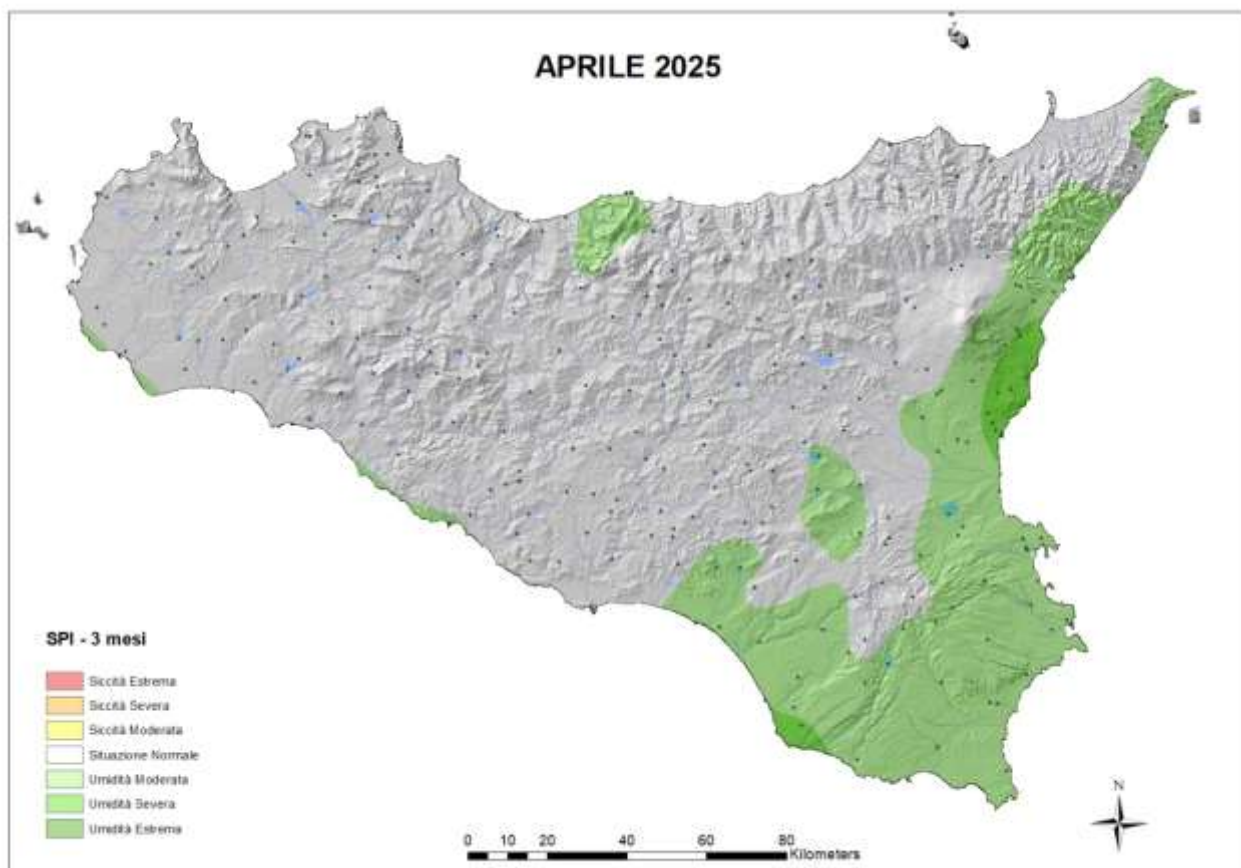 APRILE 2025
SPI - 3 mesi
Siccità Estrema
Siccità Severa
Siccità Moderata
Situazione Normale
Umidità Moderata
Umidità Severa
Umidità Estrema
N
0 10 20 40 60 80
Kilometers